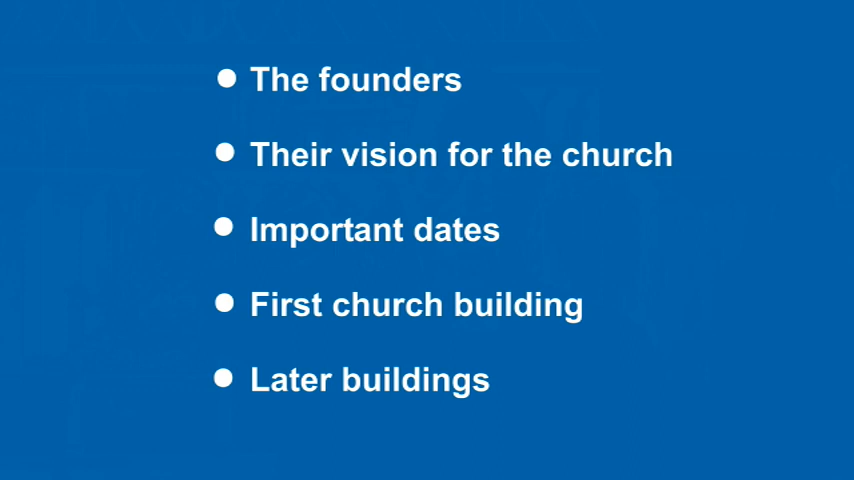 • The founders
• Their vision for the church
• Important dates
• First church building
• Later buildings